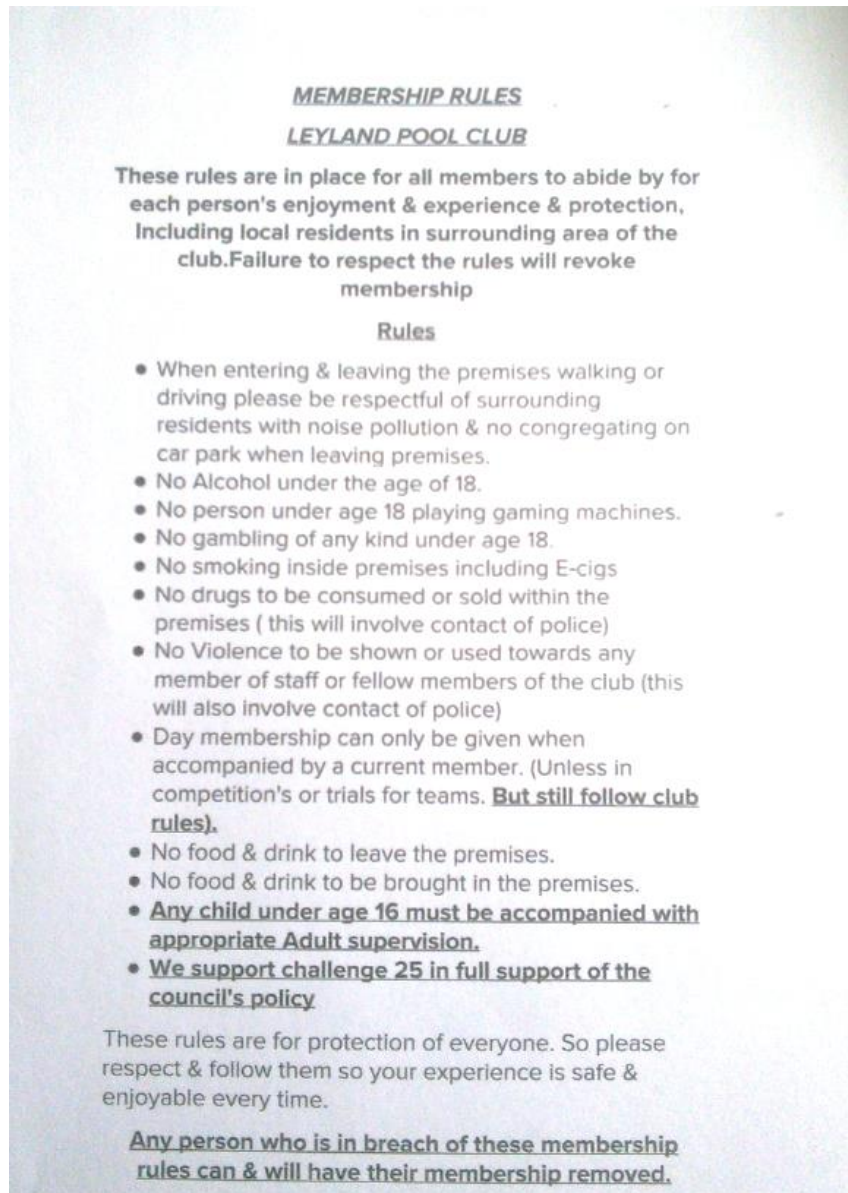 MEMBERSHIP RULES
LEYLAND POOL CLUB
These rules are in place for all members to abide by for
each person's enjoyment & experience & protection,
Including local residents in surrounding area of the
club.Failure to respect the rules will revoke
membership
Rules
● When entering & leaving the premises walking or
driving please be respectful of surrounding
residents with noise pollution & no congregating on
car park when leaving premises.
● No Alcohol under the age of 18.
● No person under age 18 playing gaming machines.
● No gambling of any kind under age 18.
● No smoking inside premises including E-cigs
● No drugs to be consumed or sold within the
premises ( this will involve contact of police)
● No Violence to be shown or used towards any
member of staff or fellow members of the club (this
will also involve contact of police)
● Day membership can only be given when
accompanied by a current member. (Unless in
competition's or trials for teams. But still follow club
rules).
● No food & drink to leave the premises.
● No food & drink to be brought in the premises.
● Any child under age 16 must be accompanied with
appropriate Adult supervision.
● We support challenge 25 in full support of the
council's policy
These rules are for protection of everyone. So please
respect & follow them so your experience is safe &
enjoyable every time.
Any person who is in breach of these membership
rules can & will have their membership removed.